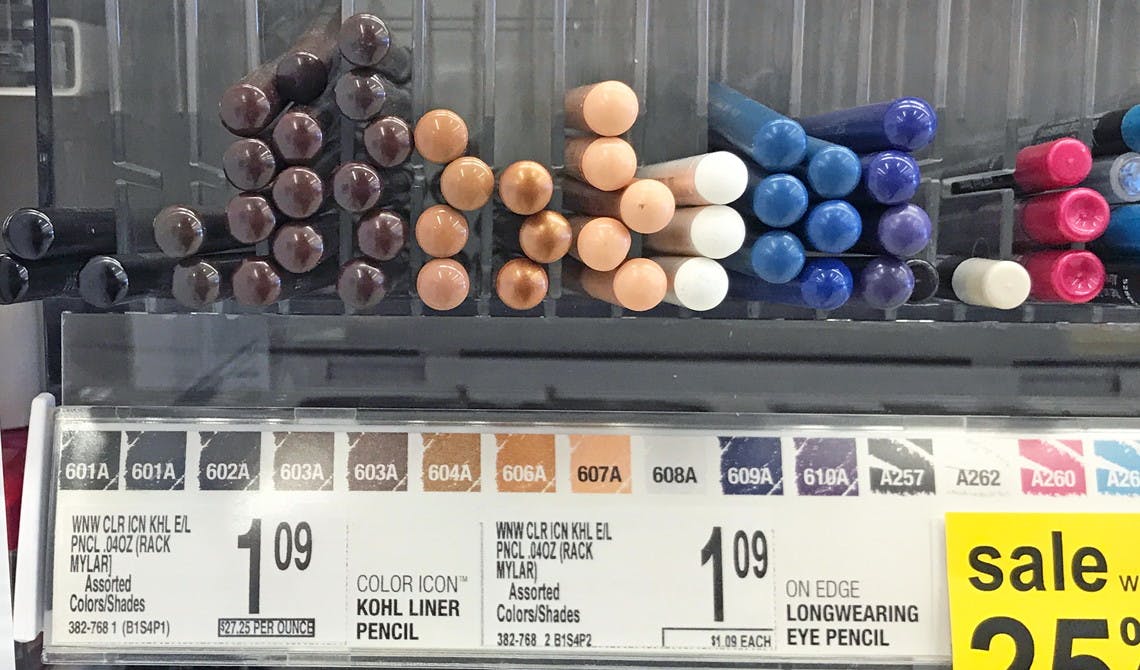 601A 601A 602A 603A 603A 604A 606A 607A 608A 609A 610A A257 A262 A260 A26
WNW CLR ICN KHL E/L
PNCL .04OZ (RACK
MYLAR)
Assorted
Colors/Shades
382-768 1 (B1S4P1)
1 09
$27.25 PER OUNCE
COLOR ICON™
KOHL LINER
PENCIL
WNW CLR ICN KHL E/L
PNCL .04OZ (RACK
MYLAR)
Assorted
Colors/Shades
382-768 2 B1S4P2
1 09
$1.09 EACH
ON EDGE
LONGWEARING
EYE PENCIL
sale w
25%